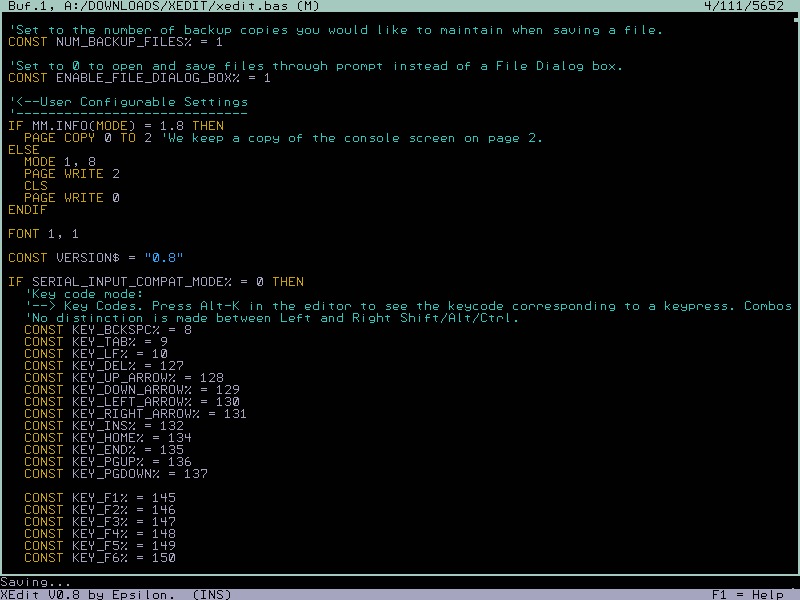 Buf.1, A:/DOWNLOADS/XEDIT/xedit.bas (M) 4/111/5652
'Set to the number of backup copies you would like to maintain when saving a file.
CONST NUM_BACKUP_FILES% = 1
'Set to 0 to open and save files through prompt instead of a File Dialog box.
CONST ENABLE_FILE_DIALOG_BOX% = 1
'<--User Configurable Settings
'-----------------------------
IF MM.INFO(MODE) = 1.8 THEN
  PAGE COPY 0 TO 2 'We keep a copy of the console screen on page 2.
ELSE
  MODE 1, 8
  PAGE WRITE 2
  CLS
  PAGE WRITE 0
ENDIF
FONT 1, 1
CONST VERSION$ = "0.8"
IF SERIAL_INPUT_COMPAT_MODE% = 0 THEN
  'Key code mode:
  '--> Key Codes. Press Alt-K in the editor to see the keycode corresponding to a keypress. Combos
  'No distinction is made between Left and Right Shift/Alt/Ctrl.
  CONST KEY_BCKSPC% = 8
  CONST KEY_TAB% = 9
  CONST KEY_LF% = 10
  CONST KEY_DEL% = 127
  CONST KEY_UP_ARROW% = 128
  CONST KEY_DOWN_ARROW% = 129
  CONST KEY_LEFT_ARROW% = 130
  CONST KEY_RIGHT_ARROW% = 131
  CONST KEY_INS% = 132
  CONST KEY_HOME% = 134
  CONST KEY_END% = 135
  CONST KEY_PGUP% = 136
  CONST KEY_PGDOWN% = 137
  CONST KEY_F1% = 145
  CONST KEY_F2% = 146
  CONST KEY_F3% = 147
  CONST KEY_F4% = 148
  CONST KEY_F5% = 149
  CONST KEY_F6% = 150
Saving...
XEdit V0.8 by Epsilon. (INS) F1 = Help